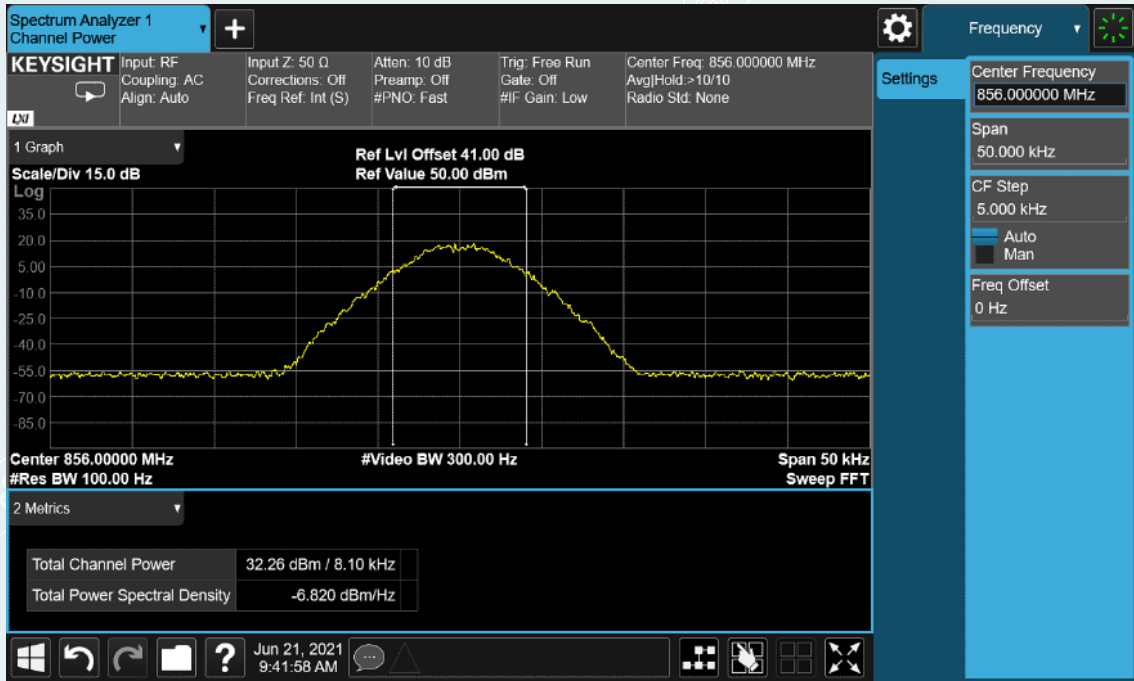 Spectrum Analyzer 1
Channel Power
+
Frequency
KEYSIGHT
Input: RF
Coupling: AC
Align: Auto
Input Z: 50 Ω
Corrections: Off
Freq Ref: Int (S)
Atten: 10 dB
Preamp: Off
#PNO: Fast
Trig: Free Run
Gate: Off
#IF Gain: Low
Center Freq: 856.000000 MHz
Avg|Hold:>10/10
Radio Std: None
LXI
Settings
Center Frequency
856.000000 MHz
Span
50.000 kHz
CF Step
5.000 kHz
Auto
Man
Freq Offset
0 Hz
1 Graph
Scale/Div 15.0 dB
Ref Lvl Offset 41.00 dB
Ref Value 50.00 dBm
Log
35.0
20.0
5.00
-10.0
-25.0
-40.0
-55.0
-70.0
-85.0
Center 856.00000 MHz
#Video BW 300.00 Hz
Span 50 kHz
#Res BW 100.00 Hz
Sweep FFT
2 Metrics
Total Channel Power 32.26 dBm / 8.10 kHz
Total Power Spectral Density -6.820 dBm/Hz
?
Jun 21, 2021
9:41:58 AM